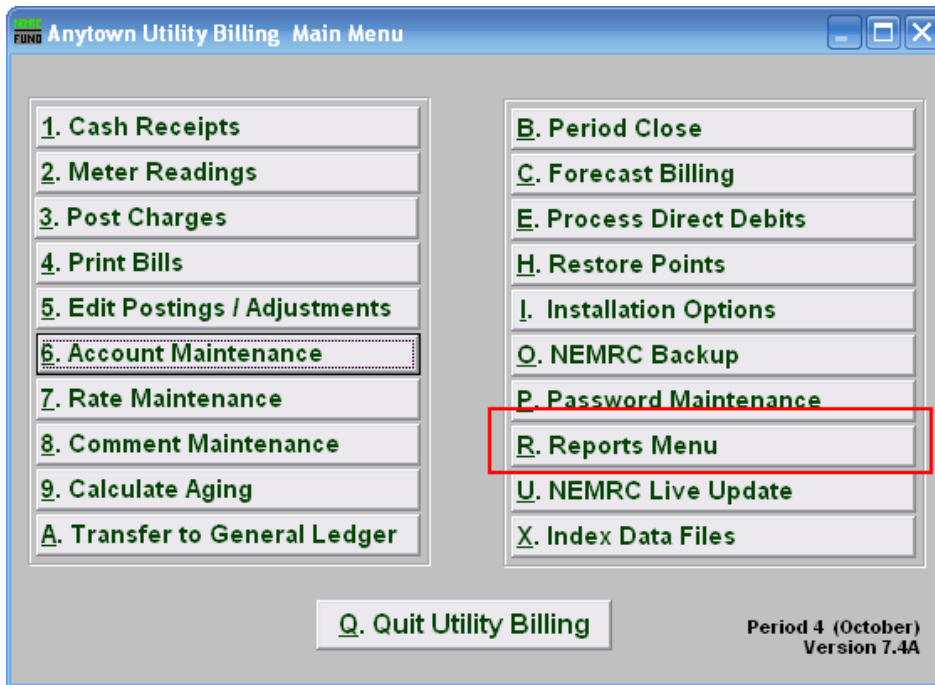 NEMRC
FUND Anytown Utility Billing Main Menu
1. Cash Receipts
2. Meter Readings
3. Post Charges
4. Print Bills
5. Edit Postings / Adjustments
6. Account Maintenance
7. Rate Maintenance
8. Comment Maintenance
9. Calculate Aging
A. Transfer to General Ledger
B. Period Close
C. Forecast Billing
E. Process Direct Debits
H. Restore Points
I. Installation Options
O. NEMRC Backup
P. Password Maintenance
R. Reports Menu
U. NEMRC Live Update
X. Index Data Files
Q. Quit Utility Billing
Period 4 (October)
Version 7.4A